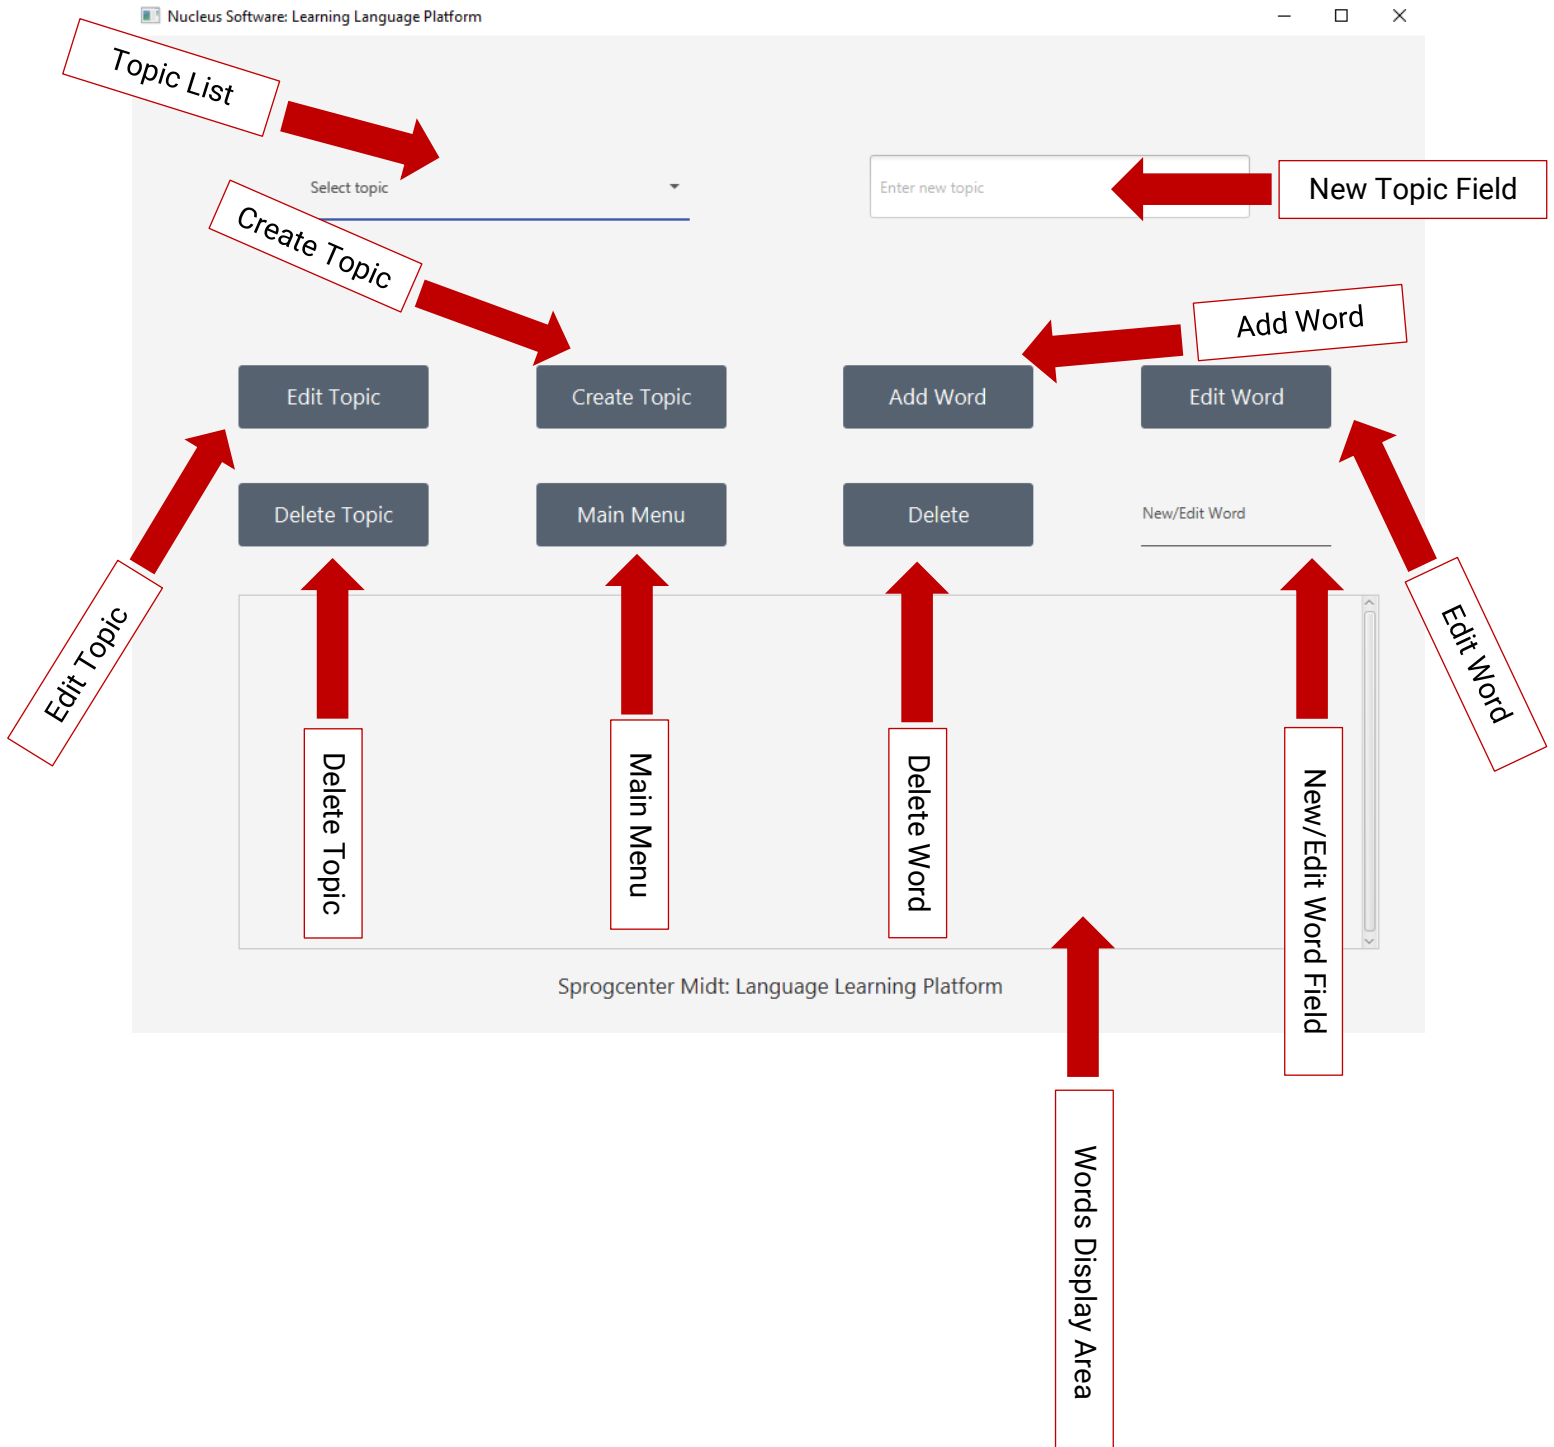 Nucleus Software: Learning Language Platform
Topic List
Select topic
Enter new topic
New Topic Field
Create Topic
Add Word
Edit Topic
Create Topic
Add Word
Edit Word
Delete Topic
Main Menu
Delete
New/Edit Word
Edit Topic
Edit Word
Delete Topic
Main Menu
Delete Word
New/Edit Word Field
Sprogcenter Midt: Language Learning Platform
Words Display Area